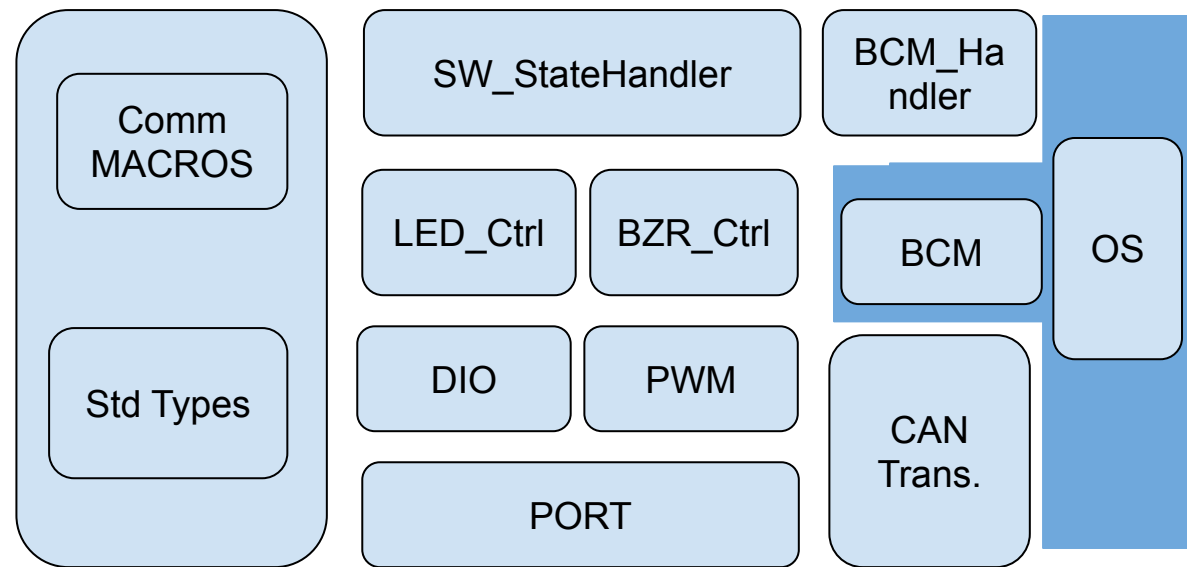 Comm
MACROS
Std Types
SW_StateHandler
BCM_Ha
ndler
LED_Ctrl
BZR_Ctrl
BCM
OS
DIO
PWM
CAN
Trans.
PORT